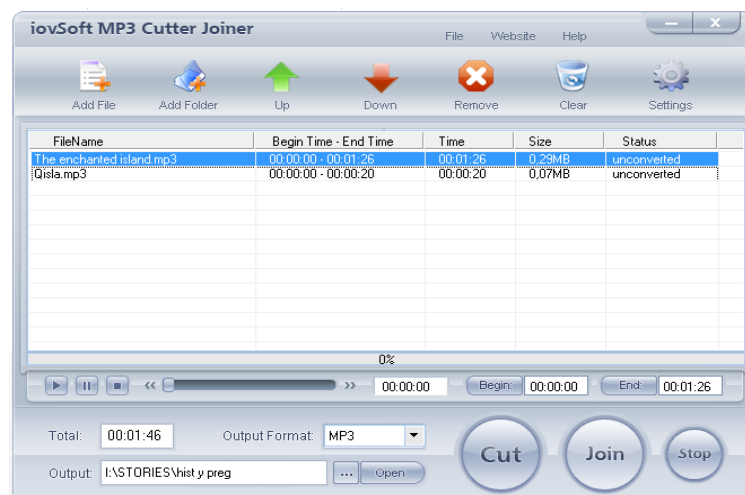 iovSoft MP3 Cutter Joiner
File Website Help
Add File Add Folder Up Down Remove Clear Settings
FileName Begin Time - End Time Time Size Status
The enchanted island.mp3 00:00:00 - 00:01:26 00:01:26 0,29MB unconverted
Qisla.mp3 00:00:00 - 00:00:20 00:00:20 0,07MB unconverted
0%
00:00:00 Begin: 00:00:00 End: 00:01:26
Total: 00:01:46 Output Format: MP3
Cut Join Stop
Output: I:\STORIES\hist y preg ... Open